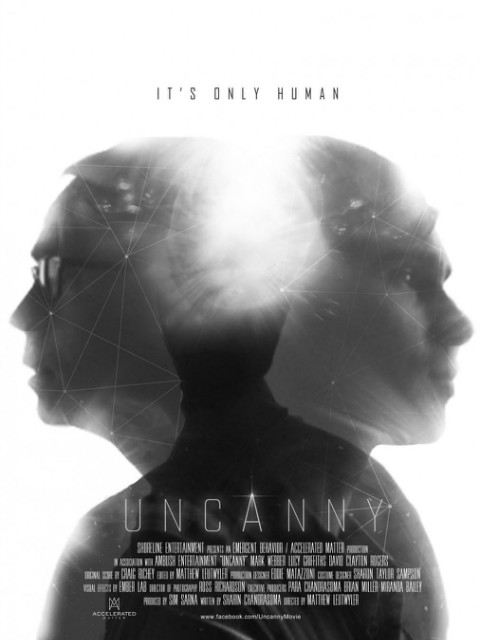 IT'S ONLY HUMAN
UNCANNY
SHORELINE ENTERTAINMENT PRESENTS AN EMERGENT BEHAVIOR / ACCELERATED MATTER PRODUCTION
IN ASSOCIATION WITH AMBUSH ENTERTAINMENT "UNCANNY" MARK WEBBER LUCY GRIFFITHS DAVID CLAYTON ROGERS
ORIGINAL SCORE BY CRAIG RICHEY EDITED BY MATTHEW LEUTWYLER PRODUCTION DESIGNER EDDIE MATAZZONI COSTUME DESIGNER SHARON TAYLOR SAMPSON
VISUAL EFFECTS BY EMBER LAB DIRECTOR OF PHOTOGRAPHY ROSS RICHARDSON EXECUTIVE PRODUCERS PARA CHANDRASOMA BRIAN MILLER MIRANDA BAILEY
PRODUCED BY SIM SARNA WRITTEN BY SHAHIN CHANDRASOMA DIRECTED BY MATTHEW LEUTWYLER
ACCELERATED
MATTER
www.facebook.com/UncannyMovie